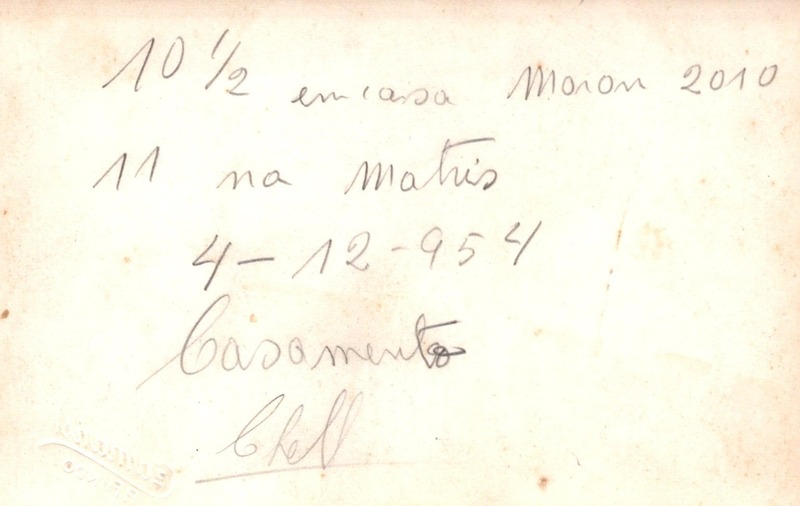 10 1/2 em casa Moron 2010
11 na Matris
4-12-954
Casamento